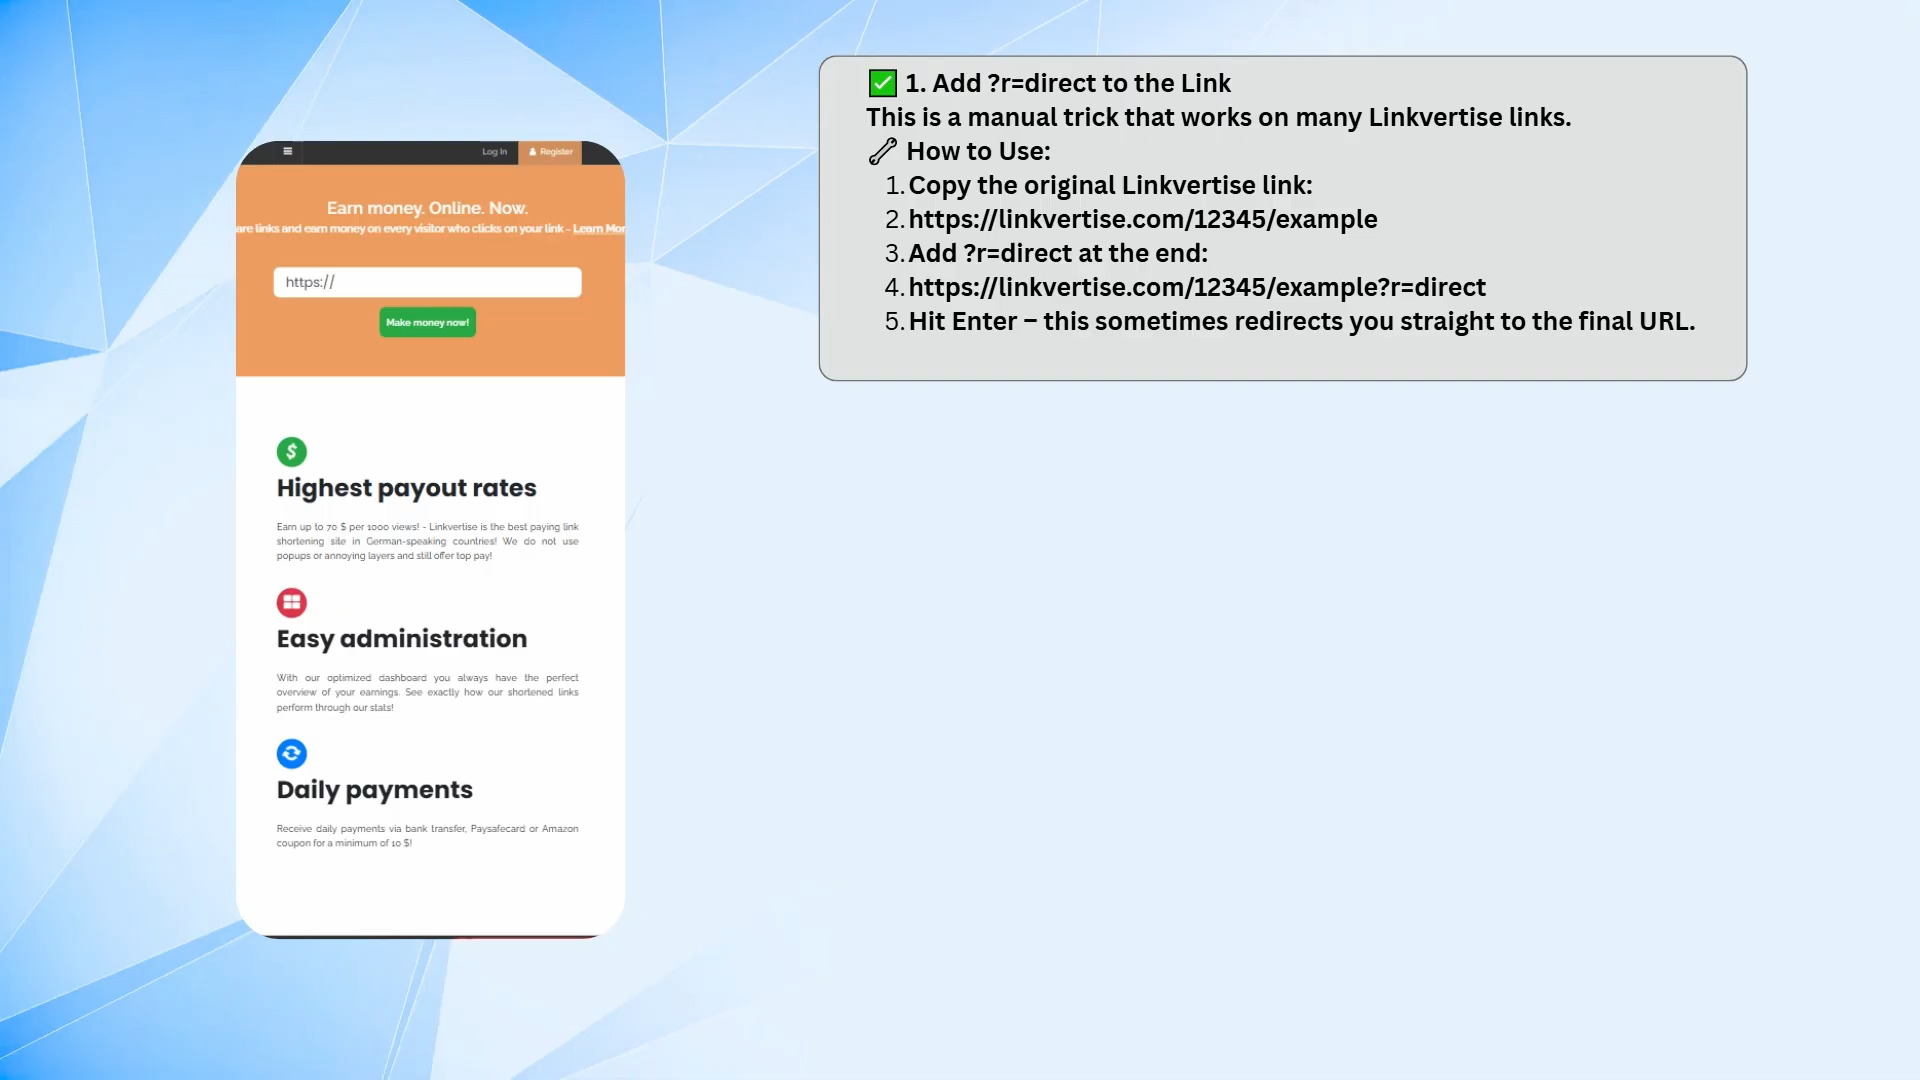 Log In
Register
Earn money. Online. Now.
are links and earn money on every visitor who clicks on your link - Learn Mor
https://
Make money now!
Highest payout rates
Earn up to 70 $ per 1000 views! - Linkvertise is the best paying link
shortening site in German-speaking countries! We do not use
popups or annoying layers and still offer top pay!
Easy administration
With our optimized dashboard you always have the perfect
overview of your earnings. See exactly how our shortened links
perform through our stats!
Daily payments
Receive daily payments via bank transfer, Paysafecard or Amazon
coupon for a minimum of 10 $!
✅ 1. Add ?r=direct to the Link
This is a manual trick that works on many Linkvertise links.
🔧 How to Use:
1. Copy the original Linkvertise link:
2. https://linkvertise.com/12345/example
3. Add ?r=direct at the end:
4. https://linkvertise.com/12345/example?r=direct
5. Hit Enter – this sometimes redirects you straight to the final URL.